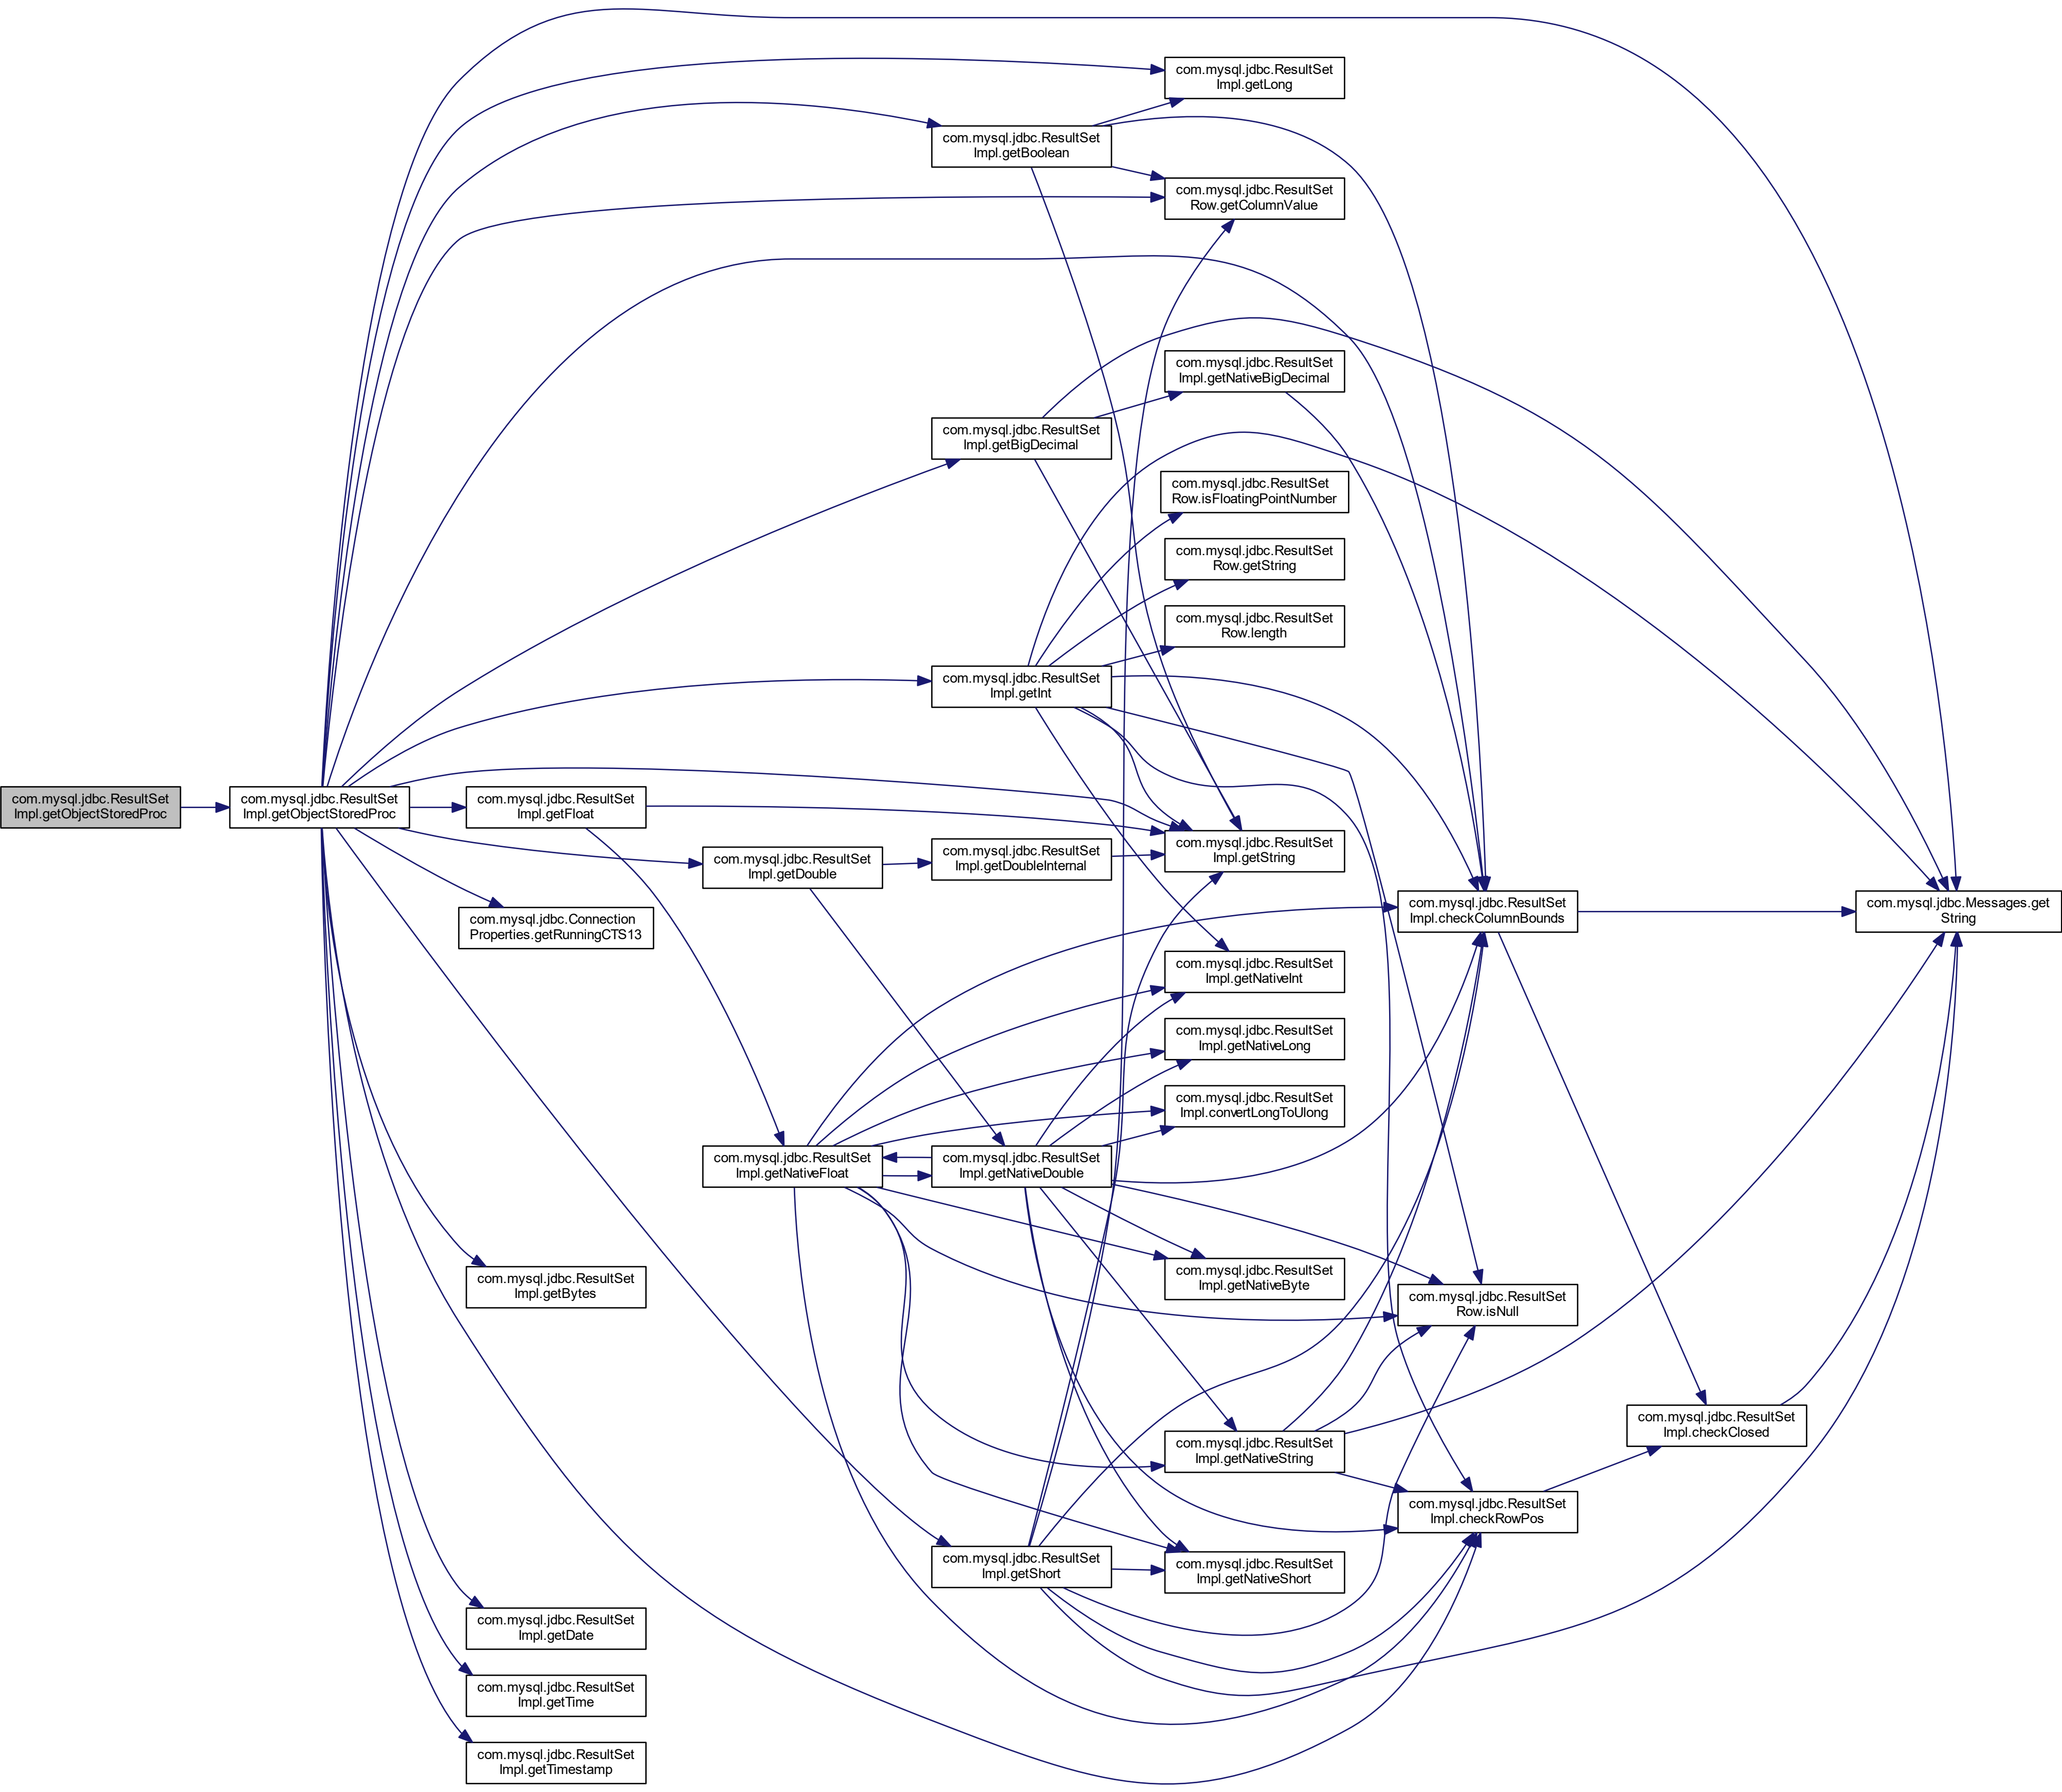 com.mysql.jdbc.ResultSet
Impl.getLong
com.mysql.jdbc.ResultSet
Impl.getBoolean
com.mysql.jdbc.ResultSet
Row.getColumnValue
com.mysql.jdbc.ResultSet
Impl.getNativeBigDecimal
com.mysql.jdbc.ResultSet
Impl.getBigDecimal
com.mysql.jdbc.ResultSet
Row.isFloatingPointNumber
com.mysql.jdbc.ResultSet
Row.getString
com.mysql.jdbc.ResultSet
Row.length
com.mysql.jdbc.ResultSet
Impl.getInt
com.mysql.jdbc.ResultSet
Impl.getObjectStoredProc
com.mysql.jdbc.ResultSet
Impl.getObjectStoredProc
com.mysql.jdbc.ResultSet
Impl.getFloat
com.mysql.jdbc.ResultSet
Impl.getDouble
com.mysql.jdbc.ResultSet
Impl.getDoubleInternal
com.mysql.jdbc.ResultSet
Impl.getString
com.mysql.jdbc.Connection
Properties.getRunningCTS13
com.mysql.jdbc.ResultSet
Impl.checkColumnBounds
com.mysql.jdbc.Messages.get
String
com.mysql.jdbc.ResultSet
Impl.getNativeInt
com.mysql.jdbc.ResultSet
Impl.getNativeLong
com.mysql.jdbc.ResultSet
Impl.convertLongToUlong
com.mysql.jdbc.ResultSet
Impl.getNativeFloat
com.mysql.jdbc.ResultSet
Impl.getNativeDouble
com.mysql.jdbc.ResultSet
Impl.getBytes
com.mysql.jdbc.ResultSet
Impl.getNativeByte
com.mysql.jdbc.ResultSet
Row.isNull
com.mysql.jdbc.ResultSet
Impl.checkClosed
com.mysql.jdbc.ResultSet
Impl.getNativeString
com.mysql.jdbc.ResultSet
Impl.checkRowPos
com.mysql.jdbc.ResultSet
Impl.getShort
com.mysql.jdbc.ResultSet
Impl.getNativeShort
com.mysql.jdbc.ResultSet
Impl.getDate
com.mysql.jdbc.ResultSet
Impl.getTime
com.mysql.jdbc.ResultSet
Impl.getTimestamp